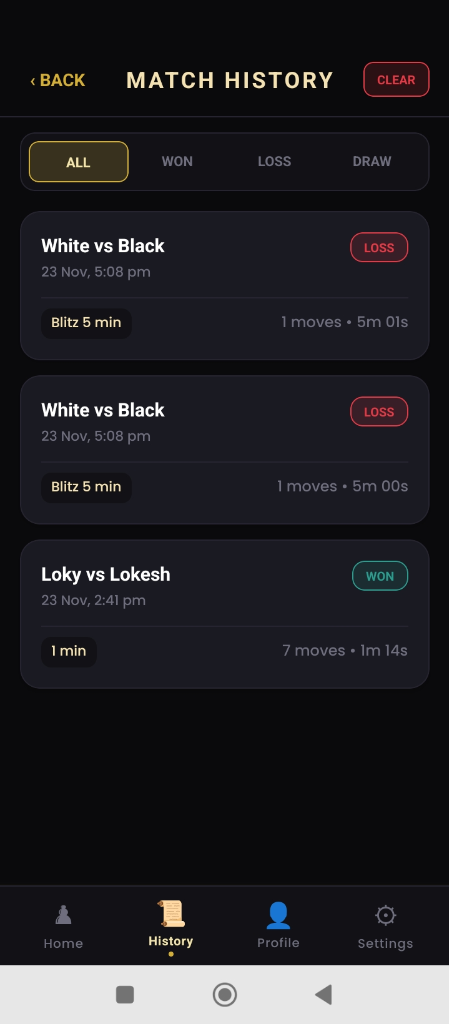 ‹ BACK MATCH HISTORY CLEAR
ALL WON LOSS DRAW
White vs Black LOSS
23 Nov, 5:08 pm
Blitz 5 min 1 moves • 5m 01s
White vs Black LOSS
23 Nov, 5:08 pm
Blitz 5 min 1 moves • 5m 00s
Loky vs Lokesh WON
23 Nov, 2:41 pm
1 min 7 moves • 1m 14s
Home History Profile Settings